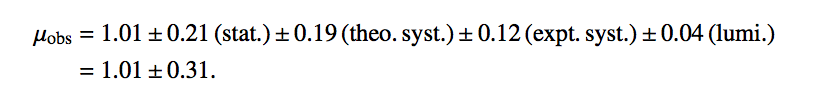 μobs = 1.01 ± 0.21 (stat.) ± 0.19 (theo. syst.) ± 0.12 (expt. syst.) ± 0.04 (lumi.)
= 1.01 ± 0.31.